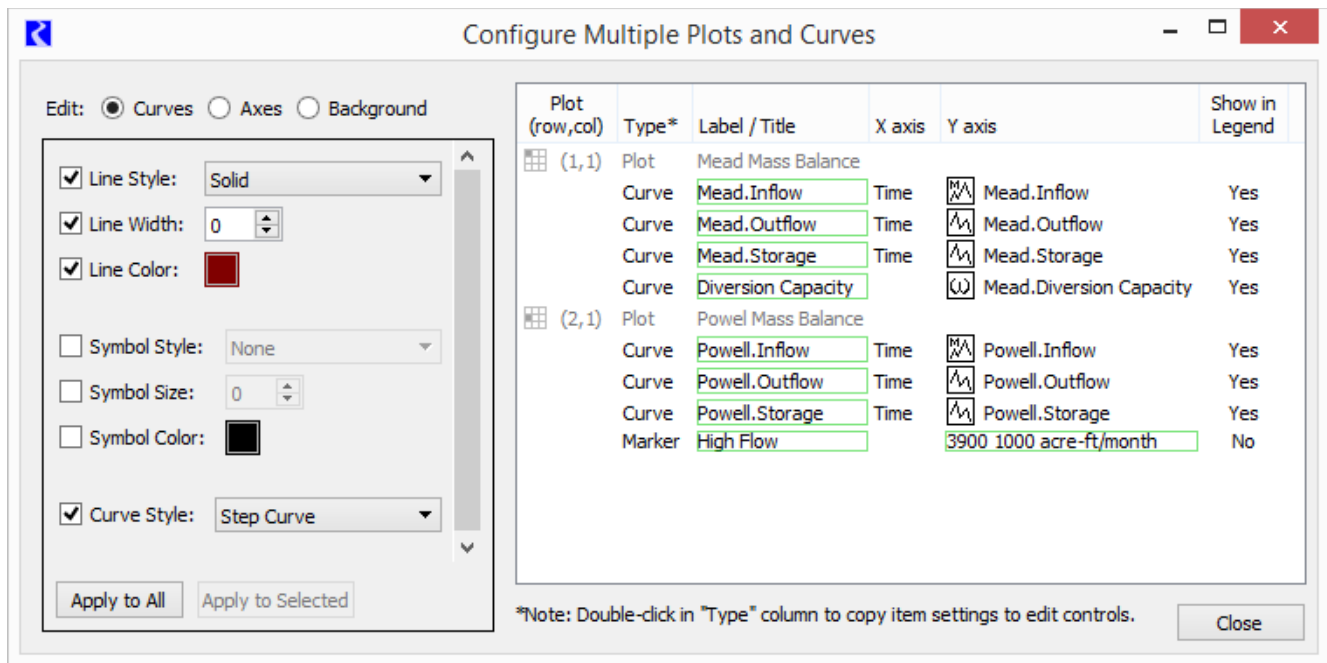 Configure Multiple Plots and Curves
Edit: Curves Axes Background
Line Style: Solid
Line Width: 0
Line Color:
Symbol Style: None
Symbol Size: 0
Symbol Color:
Curve Style: Step Curve
Apply to All Apply to Selected
Plot (row,col) Type* Label / Title X axis Y axis Show in Legend
(1,1) Plot Mead Mass Balance
Curve Mead.Inflow Time Mead.Inflow Yes
Curve Mead.Outflow Time Mead.Outflow Yes
Curve Mead.Storage Time Mead.Storage Yes
Curve Diversion Capacity Mead.Diversion Capacity Yes
(2,1) Plot Powel Mass Balance
Curve Powell.Inflow Time Powell.Inflow Yes
Curve Powell.Outflow Time Powell.Outflow Yes
Curve Powell.Storage Time Powell.Storage Yes
Marker High Flow 3900 1000 acre-ft/month No
*Note: Double-click in "Type" column to copy item settings to edit controls.
Close